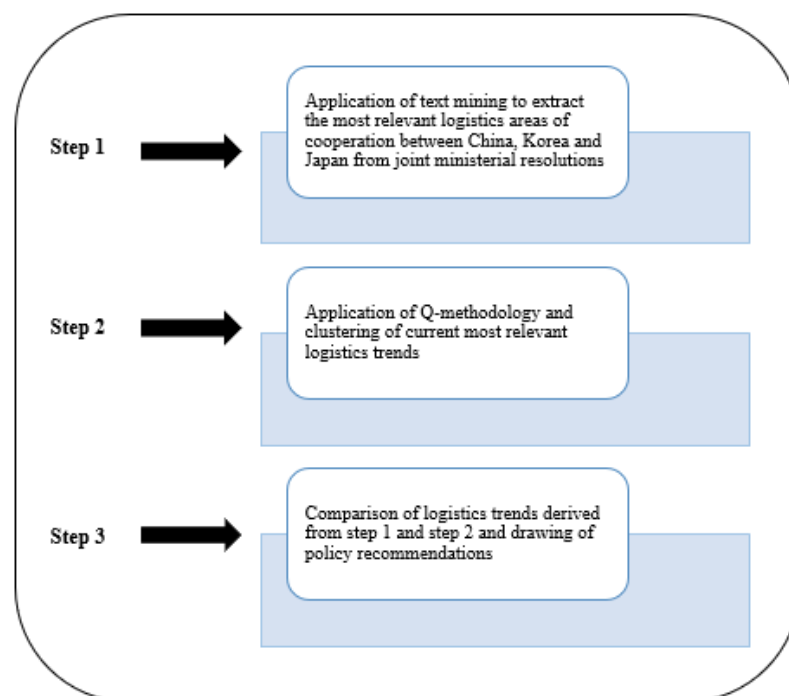 Step 1
Application of text mining to extract
the most relevant logistics areas of
cooperation between China, Korea and
Japan from joint ministerial resolutions
Step 2
Application of Q-methodology and
clustering of current most relevant
logistics trends
Step 3
Comparison of logistics trends derived
from step 1 and step 2 and drawing of
policy recommendations